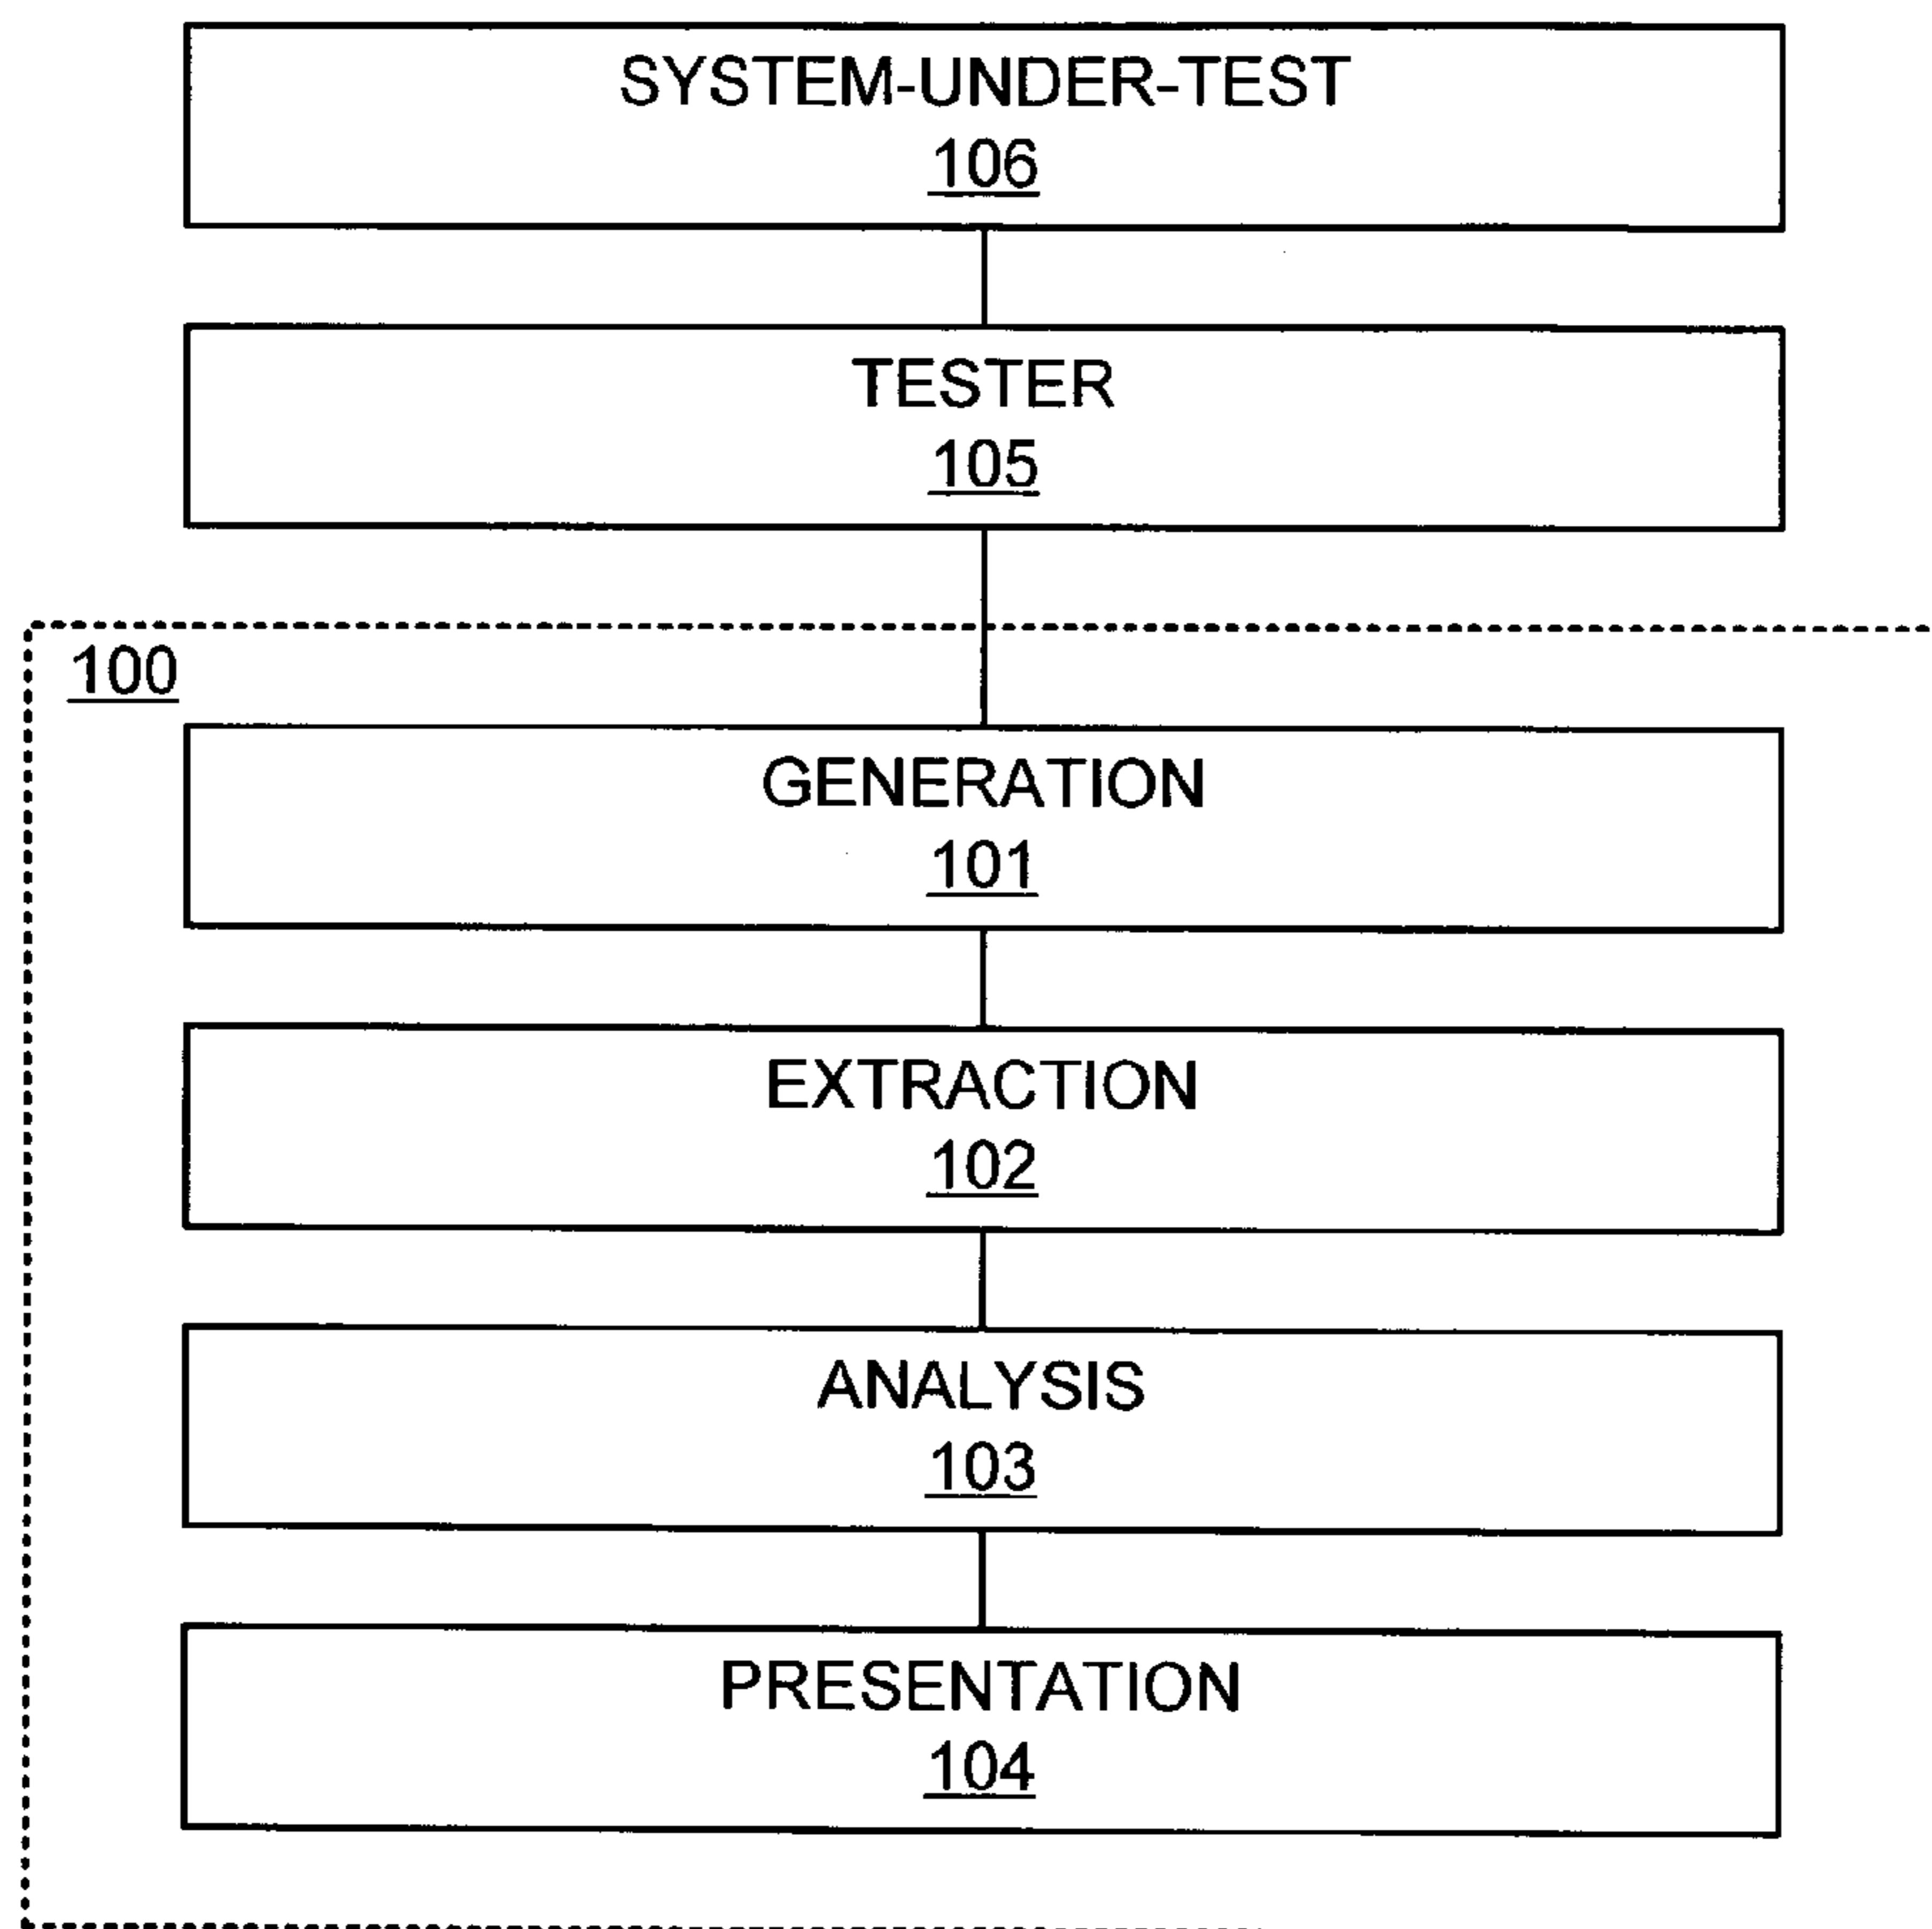 SYSTEM-UNDER-TEST
106
TESTER
105
100
GENERATION
101
EXTRACTION
102
ANALYSIS
103
PRESENTATION
104